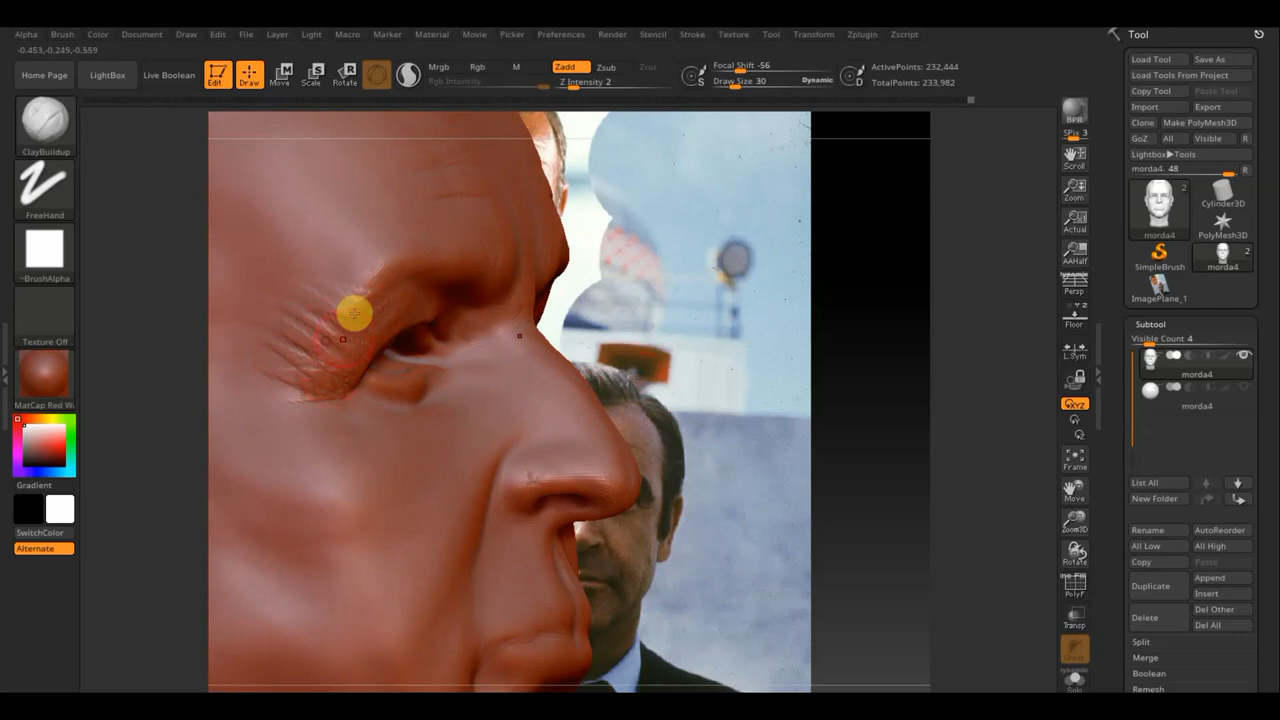 Alpha Brush Color Document Draw Edit File Layer Light Macro Marker Material Movie Picker Preferences Render Stencil Stroke Texture Tool Transform Zplugin Zscript
Tool
-0.453,-0.249,-0.559
Home Page
LightBox
Live Boolean
Edit
Draw
Move
Scale
Rotate
Mrgb Rgb M
Rgb Intensity
Zadd Zsub Zcut
Z Intensity 2
Focal Shift -56
Draw Size 30
Dynamic
ActivePoints: 232,444
TotalPoints: 233,982
ClayBuildup
FreeHand
~BrushAlpha
Texture Off
MatCap Red W
Gradient
SwitchColor
Alternate
BPR
SPix 3
Scroll
Zoom
Actual
AAHalf
Dynamic
Persp
Floor
L.Sym
XYZ
Frame
Move
Zoom3D
Rotate
PolyF
Transp
Dynamic
Solo
Load Tool Save As
Load Tools From Project
Copy Tool Paste Tool
Import Export
Clone Make PolyMesh3D
GoZ All Visible R
Lightbox▶Tools
morda4. 48 R
2
morda4
Cylinder3D
PolyMesh3D
SimpleBrush
2
morda4
ImagePlane_1
Subtool
Visible Count 4
morda4
morda4
List All
New Folder
Rename AutoReorder
All Low All High
Copy Paste
Duplicate Append
Insert
Delete Del Other
Del All
Split
Merge
Boolean
Remesh